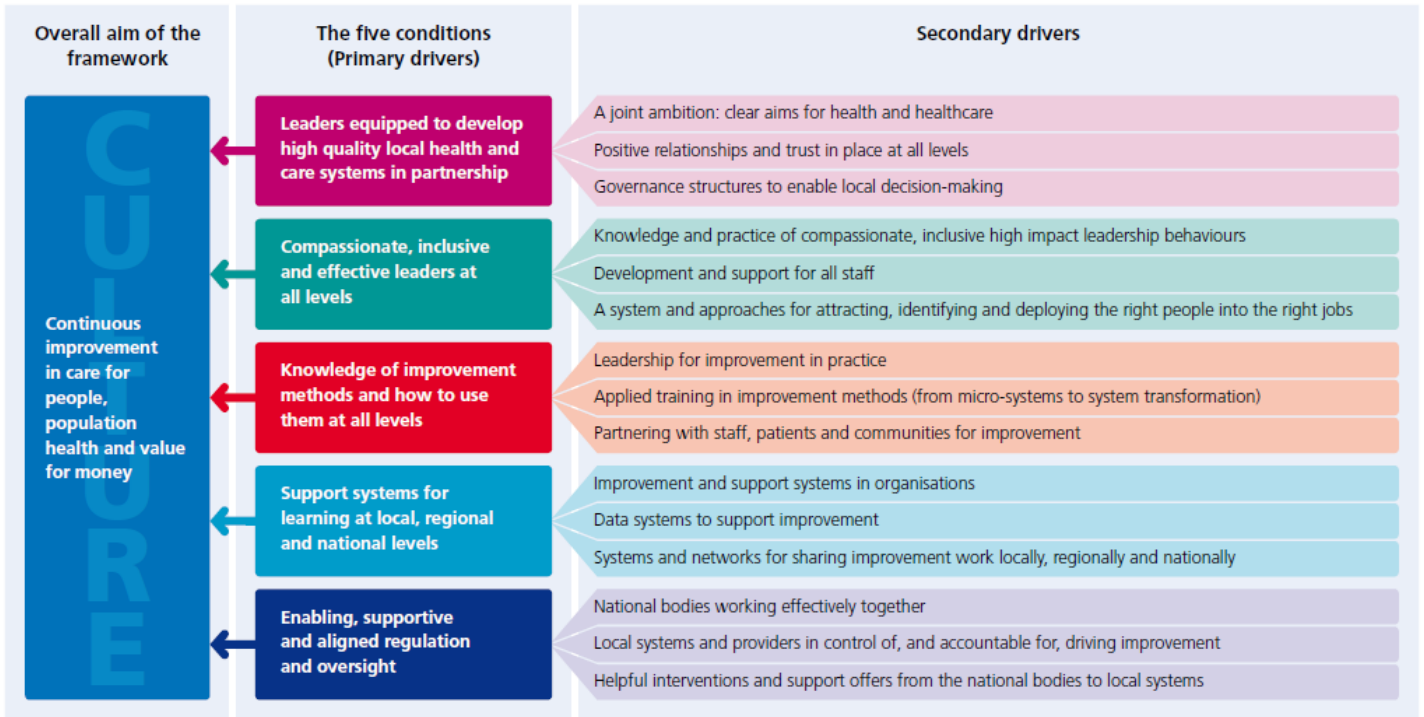 Overall aim of the
framework
The five conditions
(Primary drivers)
Secondary drivers
CULTURE
Continuous
improvement
in care for
people,
population
health and value
for money
Leaders equipped to develop
high quality local health and
care systems in partnership
A joint ambition: clear aims for health and healthcare
Positive relationships and trust in place at all levels
Governance structures to enable local decision-making
Compassionate, inclusive
and effective leaders at
all levels
Knowledge and practice of compassionate, inclusive high impact leadership behaviours
Development and support for all staff
A system and approaches for attracting, identifying and deploying the right people into the right jobs
Knowledge of improvement
methods and how to use
them at all levels
Leadership for improvement in practice
Applied training in improvement methods (from micro-systems to system transformation)
Partnering with staff, patients and communities for improvement
Support systems for
learning at local, regional
and national levels
Improvement and support systems in organisations
Data systems to support improvement
Systems and networks for sharing improvement work locally, regionally and nationally
Enabling, supportive
and aligned regulation
and oversight
National bodies working effectively together
Local systems and providers in control of, and accountable for, driving improvement
Helpful interventions and support offers from the national bodies to local systems